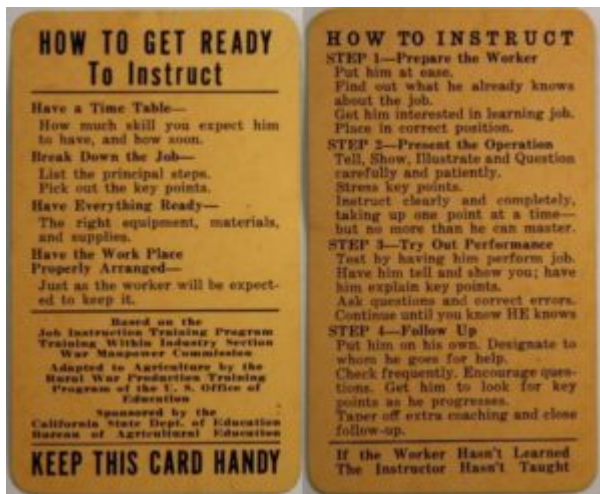 HOW TO GET READY
To Instruct
Have a Time Table—
How much skill you expect him
to have, and how soon.
Break Down the Job—
List the principal steps.
Pick out the key points.
Have Everything Ready—
The right equipment, materials,
and supplies.
Have the Work Place
Properly Arranged—
Just as the worker will be expect-
ed to keep it.
Based on the
Job Instruction Training Program
Training Within Industry Section
War Manpower Commission
Adapted to Agriculture by the
Rural War Production Training
Program of the U. S. Office of
Education
Sponsored by the
California State Dept. of Education
Bureau of Agricultural Education
KEEP THIS CARD HANDY
HOW TO INSTRUCT
STEP 1—Prepare the Worker
Put him at ease.
Find out what he already knows
about the job.
Get him interested in learning job.
Place in correct position.
STEP 2—Present the Operation
Tell, Show, Illustrate and Question
carefully and patiently.
Stress key points.
Instruct clearly and completely,
taking up one point at a time—
but no more than he can master.
STEP 3—Try Out Performance
Test by having him perform job.
Have him tell and show you; have
him explain key points.
Ask questions and correct errors.
Continue until you know HE knows
STEP 4—Follow Up
Put him on his own. Designate to
whom he goes for help.
Check frequently. Encourage ques-
tions. Get him to look for key
points as he progresses.
Taper off extra coaching and close
follow-up.
If the Worker Hasn't Learned
The Instructor Hasn't Taught